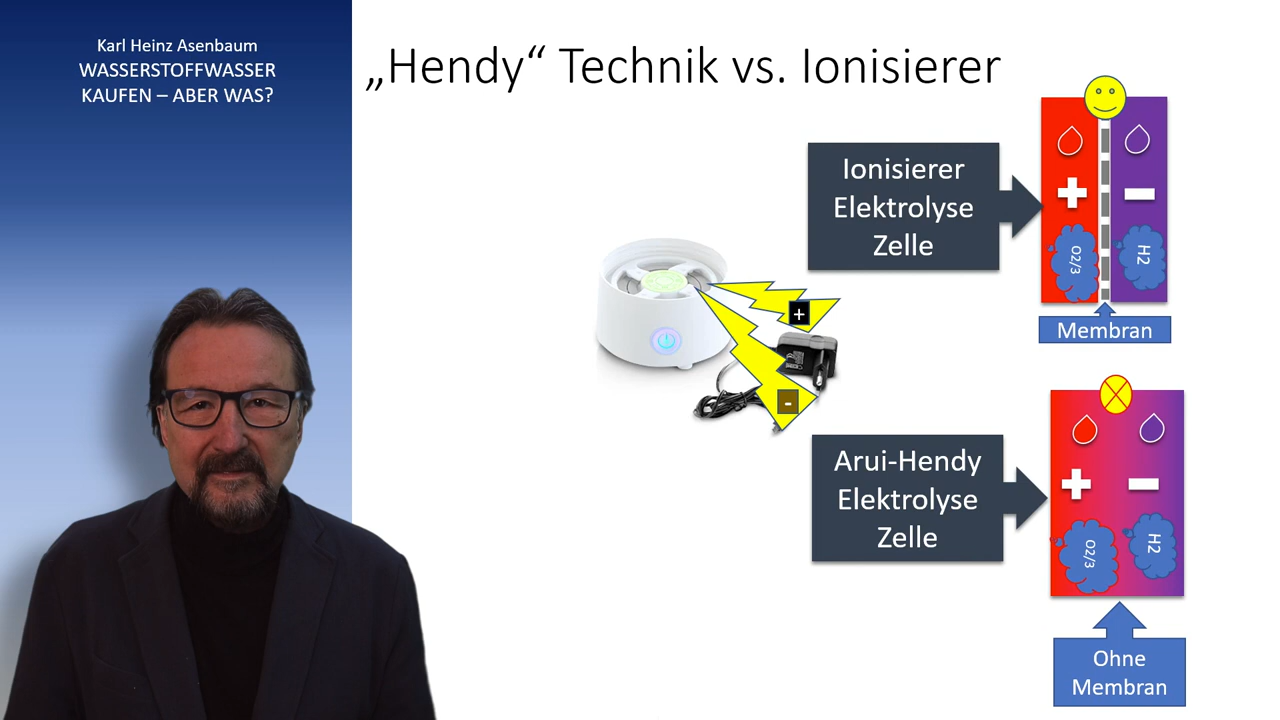 Karl Heinz Asenbaum
WASSERSTOFFWASSER
KAUFEN – ABER WAS?
„Hendy“ Technik vs. Ionisierer
Ionisierer
Elektrolyse
Zelle
+
-
O2/3
H2
Membran
+
-
Arui-Hendy
Elektrolyse
Zelle
+
-
O2/3
H2
Ohne
Membran